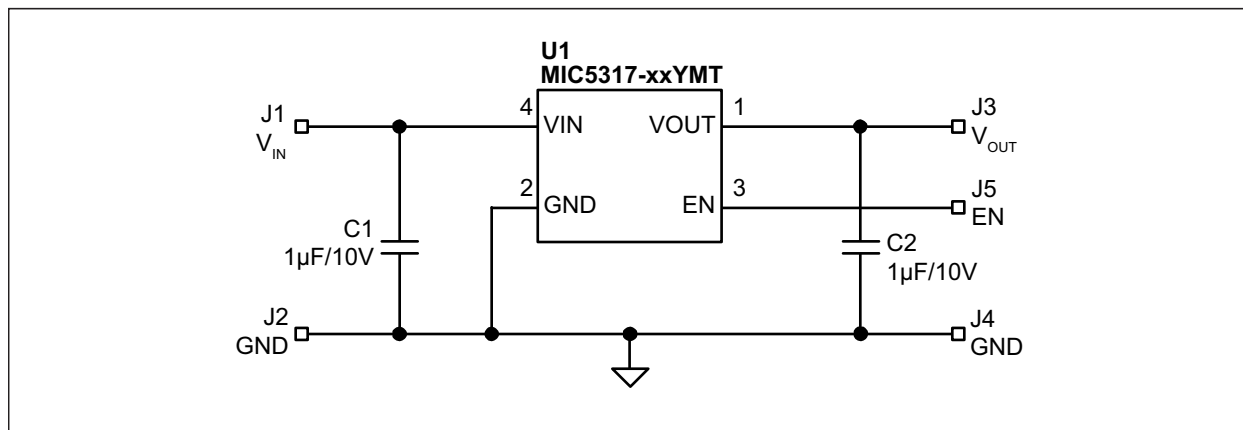 U1
MIC5317-xxYMT
J1
VIN
4
VIN
VOUT
1
J3
VOUT
2
GND
EN
3
J5
EN
C1
1µF/10V
C2
1µF/10V
J2
GND
J4
GND